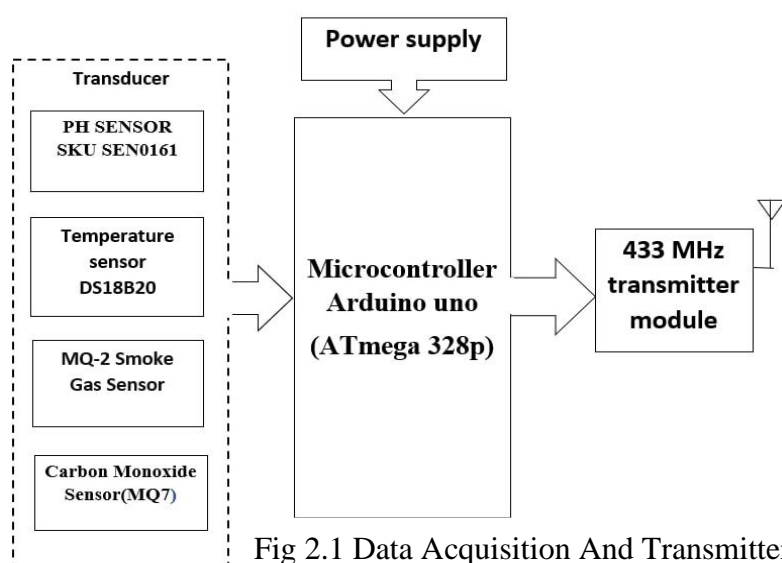 Power supply
Transducer
PH SENSOR
SKU SEN0161
Temperature
sensor
DS18B20
MQ-2 Smoke
Gas Sensor
Carbon Monoxide
Sensor(MQ7)
Microcontroller
Arduino uno
(ATmega 328p)
433 MHz
transmitter
module
Fig 2.1 Data Acquisition And Transmitter